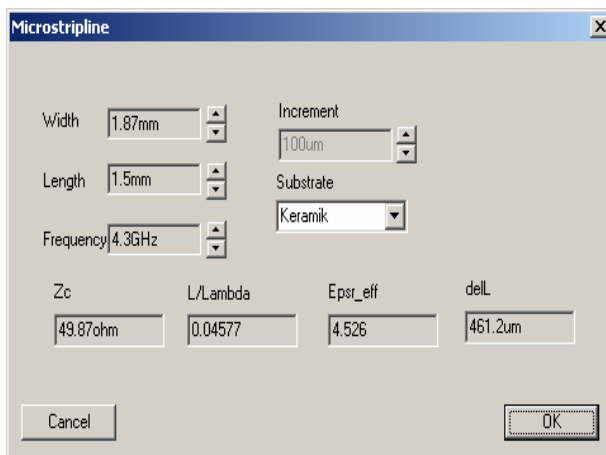 Microstripline
Width 1.87mm
Increment
100um
Length 1.5mm
Substrate
Keramik
Frequency 4.3GHz
Zc L/Lambda Epsr_eff delL
49.87ohm 0.04577 4.526 461.2um
Cancel OK